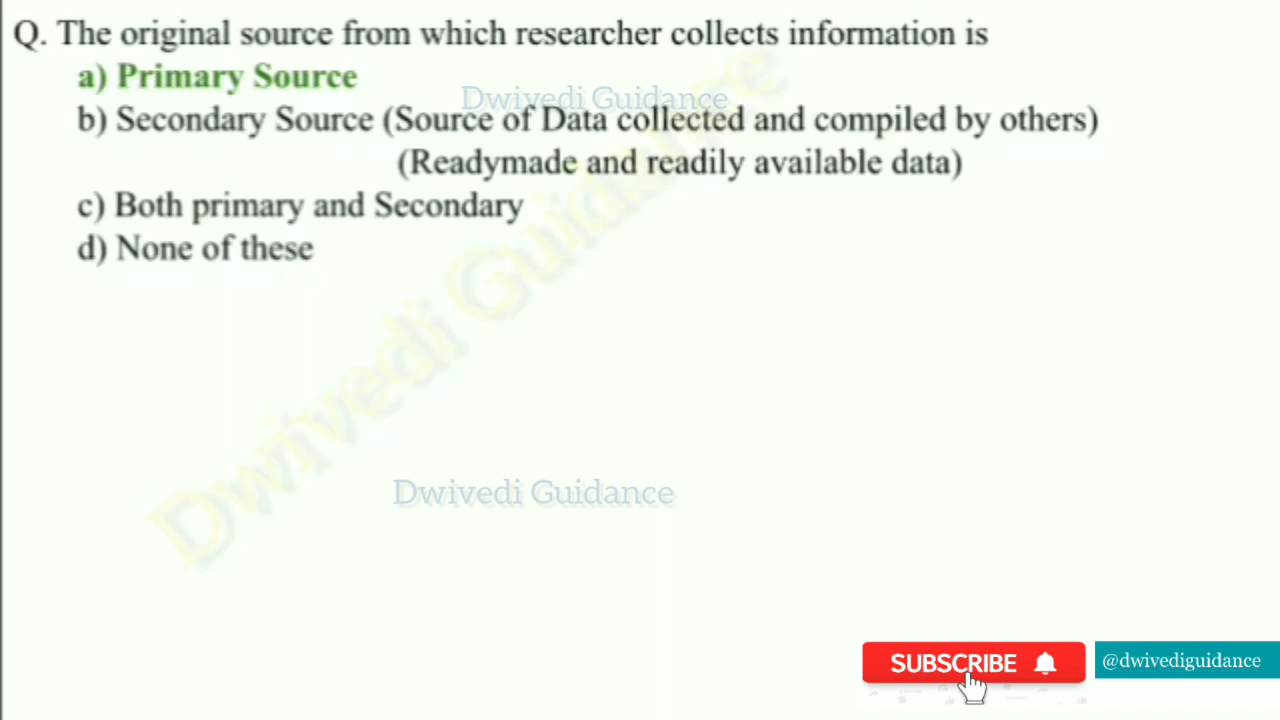 Q. The original source from which researcher collects information is
a) Primary Source
Dwivedi Guidance
b) Secondary Source (Source of Data collected and compiled by others)
(Readymade and readily available data)
c) Both primary and Secondary
d) None of these
Dwivedi Guidance
Dwivedi Guidance
SUBSCRIBE
@dwivediguidance